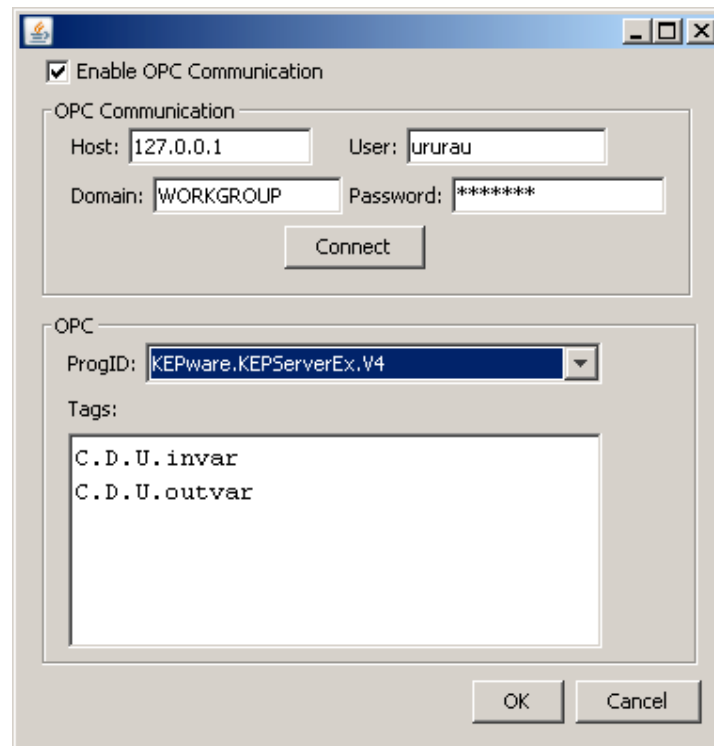 Enable OPC Communication
OPC Communication
Host: 127.0.0.1 User: ururau
Domain: WORKGROUP Password: *******
Connect
OPC
ProgID: KEPware.KEPServerEx.V4
Tags:
C.D.U.invar
C.D.U.outvar
OK Cancel